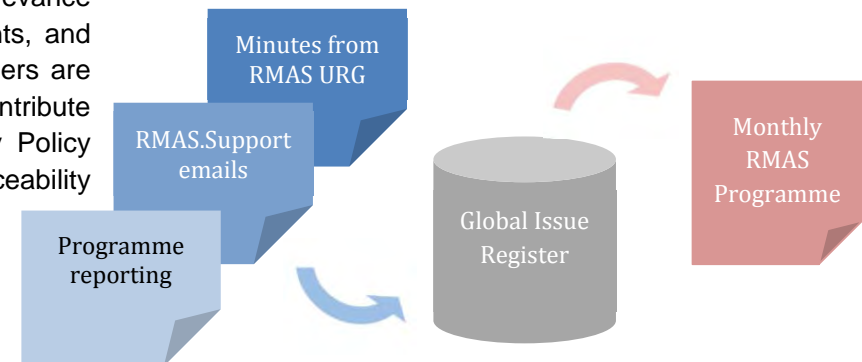 nts, and
ers are
ntribute
Policy
ceability
Minutes from
RMAS URG
RMAS.Support
emails
Programme
reporting
Global Issue
Register
Monthly
RMAS
Programme